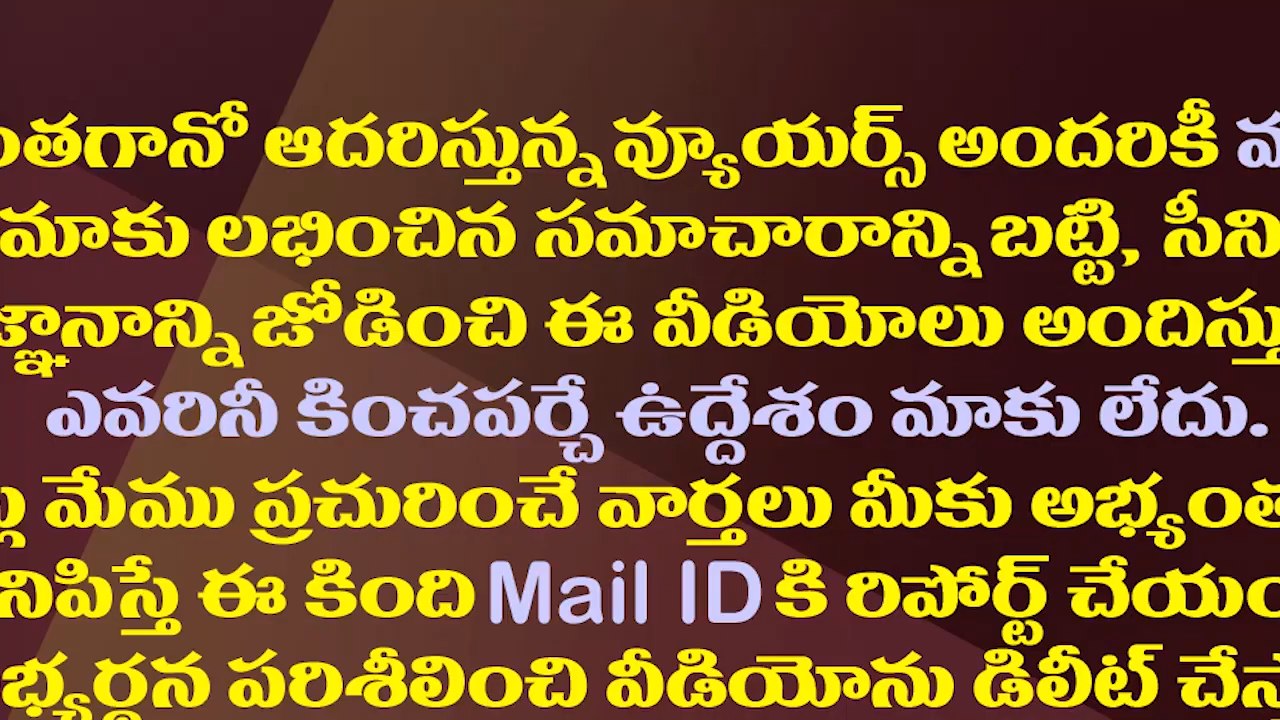 ంతగానో ఆదరిస్తున్న వ్యూయర్స్ అందరికీ
మాకు లభించిన సమాచారాన్ని బట్టి, సీని
జ్ఞానాన్ని జోడించి ఈ వీడియోలు అందిస్తు
ఎవరినీ కించపర్చే ఉద్దేశం మాకు లేదు.
మేము ప్రచురించే వార్తలు మీకు అభ్యంత
నిపిస్తే ఈ కింది Mail ID కి రిపోర్ట్ చేయం
భ్యర్థన పరిశీలించి వీడియోను డిలీట్ చేస